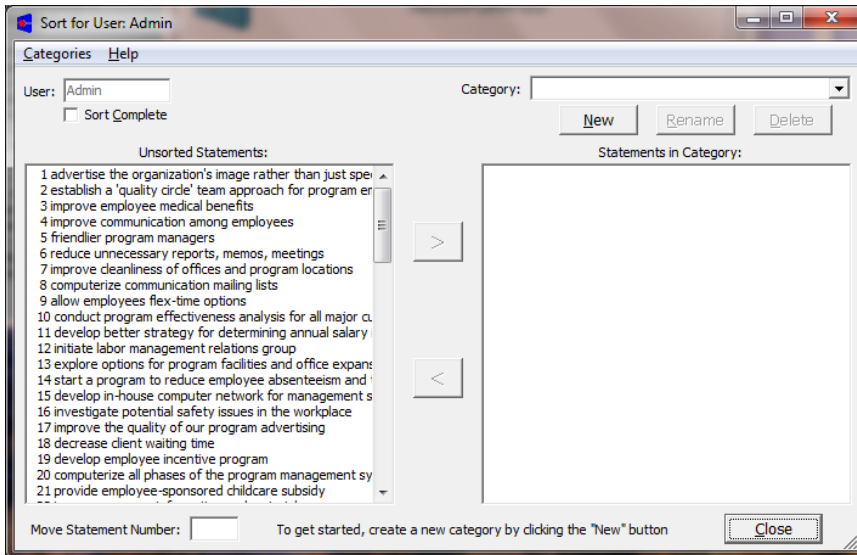 Sort for User: Admin
Categories Help
User: Admin
Category:
Sort Complete
New Rename Delete
Unsorted Statements:
Statements in Category:
1 advertise the organization's image rather than just
2 establish a 'quality circle' team approach for program
3 improve employee medical benefits
4 improve communication among employees
5 friendlier program managers
6 reduce unnecessary reports, memos, meetings
7 improve cleanliness of offices and program locations
8 computerize communication mailing lists
9 allow employees flex-time options
10 conduct program effectiveness analysis for all major
11 develop better strategy for determining annual salary
12 initiate labor management relations group
13 explore options for program facilities and office
14 start a program to reduce employee absenteeism and
15 develop in-house computer network for management
16 investigate potential safety issues in the workplace
17 improve the quality of our program advertising
18 decrease client waiting time
19 develop employee incentive program
20 computerize all phases of the program management
21 provide employee-sponsored childcare subsidy
>
<
Move Statement Number:
To get started, create a new category by clicking the "New" button
Close